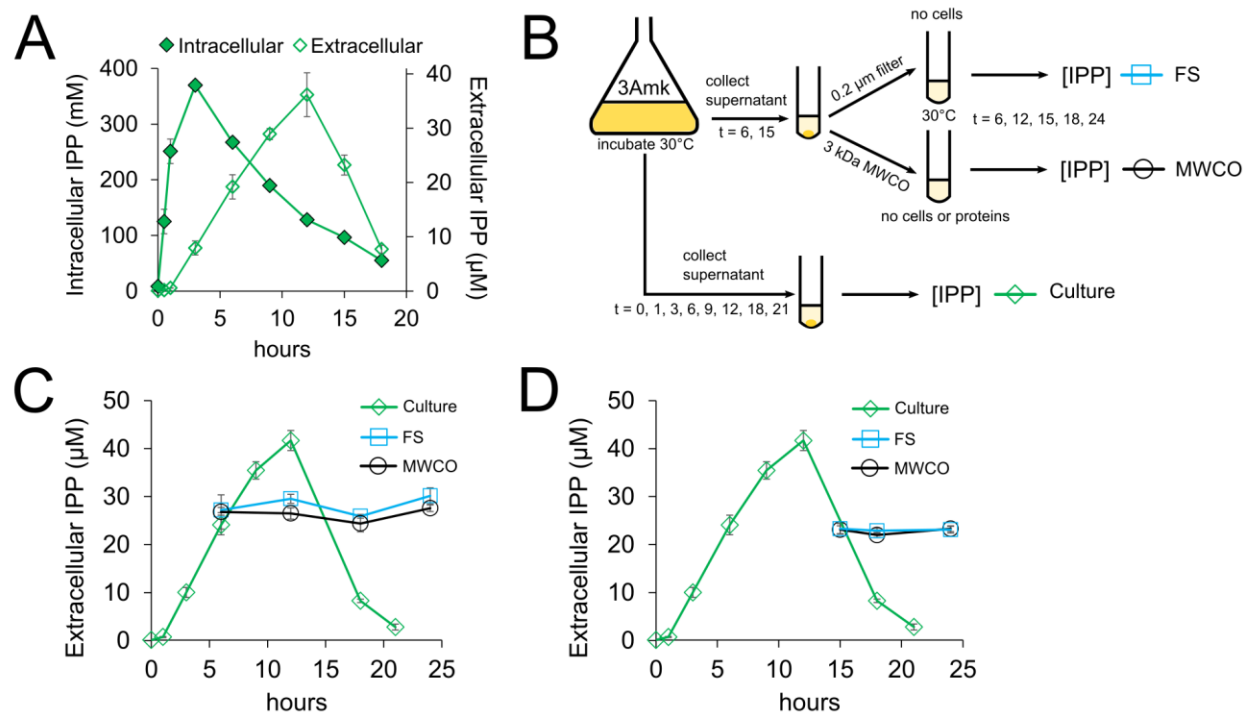 A
Intracellular
Extracellular
Intracellular IPP (mM)
400
300
200
100
0
Extracellular IPP (µM)
40
30
20
10
0
0
5
10
15
20
hours
B
3Amk
incubate 30°C
collect
supernatant
t = 6, 15
0.2 µm filter
3 kDa MWCO
no cells
30°C
[IPP]
FS
t = 6, 12, 15, 18, 24
[IPP]
MWCO
no cells or proteins
collect
supernatant
t = 0, 1, 3, 6, 9, 12, 18, 21
[IPP]
Culture
C
Extracellular IPP (µM)
50
40
30
20
10
0
0
5
10
15
20
25
hours
Culture
FS
MWCO
D
Extracellular IPP (µM)
50
40
30
20
10
0
0
5
10
15
20
25
hours
Culture
FS
MWCO